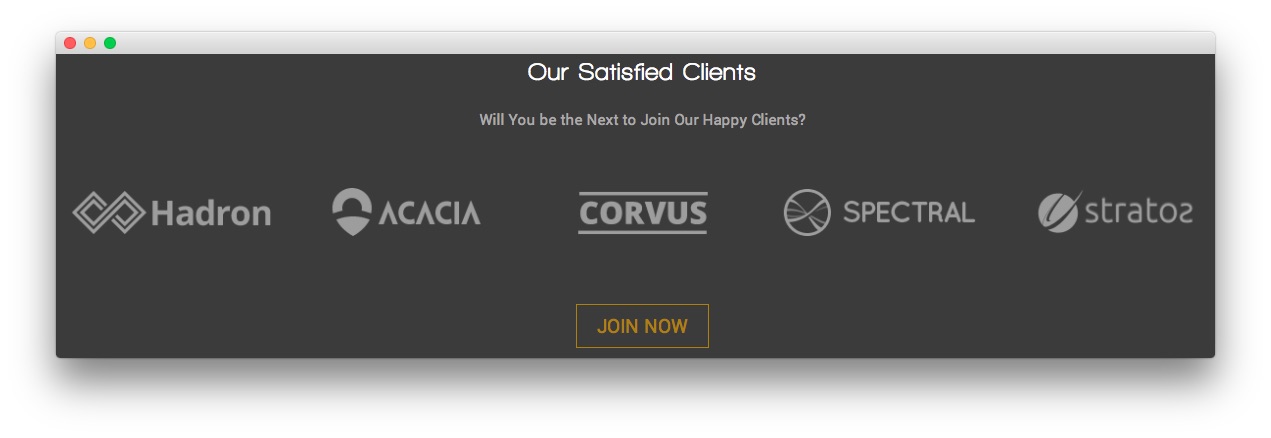 Our Satisfied Clients
Will You be the Next to Join Our Happy Clients?
Hadron ACACIA CORVUS SPECTRAL stratos
JOIN NOW